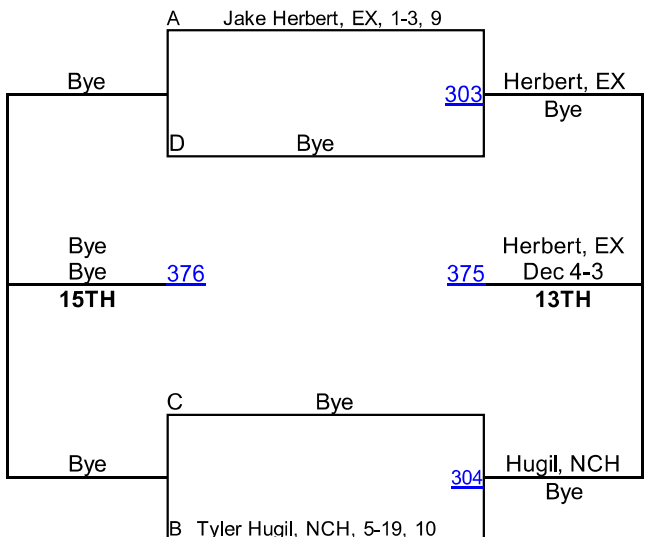 A Jake Herbert, EX, 1-3, 9
Bye
303
Herbert, EX
Bye
D Bye
Bye
Bye
376
15TH
Herbert, EX
375
Dec 4-3
13TH
C Bye
Bye
304
Hugil, NCH
Bye
B Tyler Hugil, NCH, 5-19, 10